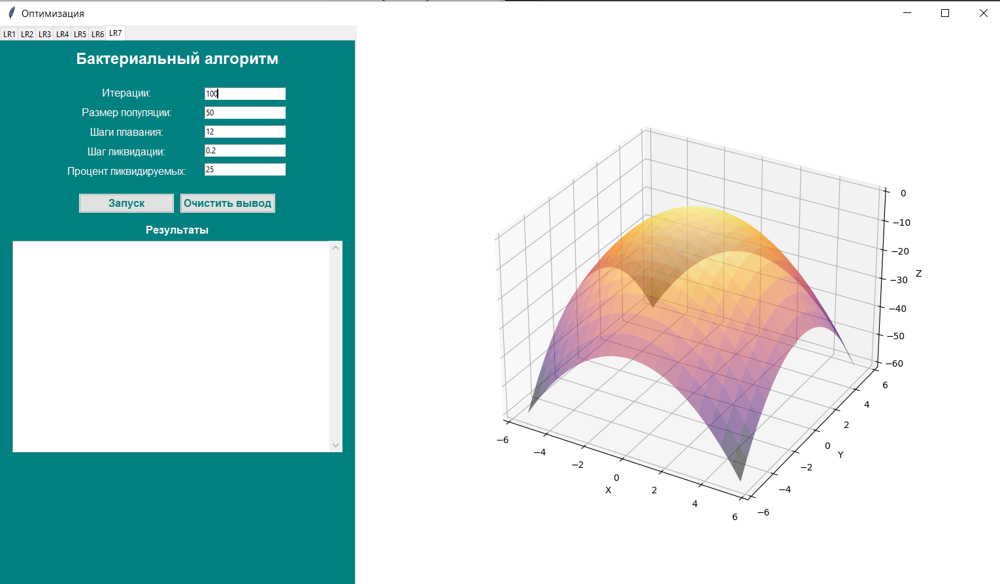 Оптимизация
LR1 LR2 LR3 LR4 LR5 LR6 LR7
Бактериальный алгоритм
Итерации: 100
Размер популяции: 50
Шаги плавания: 12
Шаг ликвидации: 0.2
Процент ликвидируемых: 25
Запуск Очистить вывод
Результаты
0
−10
−20
−30
−40
−50
−60
Z
6
4
2
0
−2
−4
−6
Y
−6
−4
−2
0
2
4
6
X